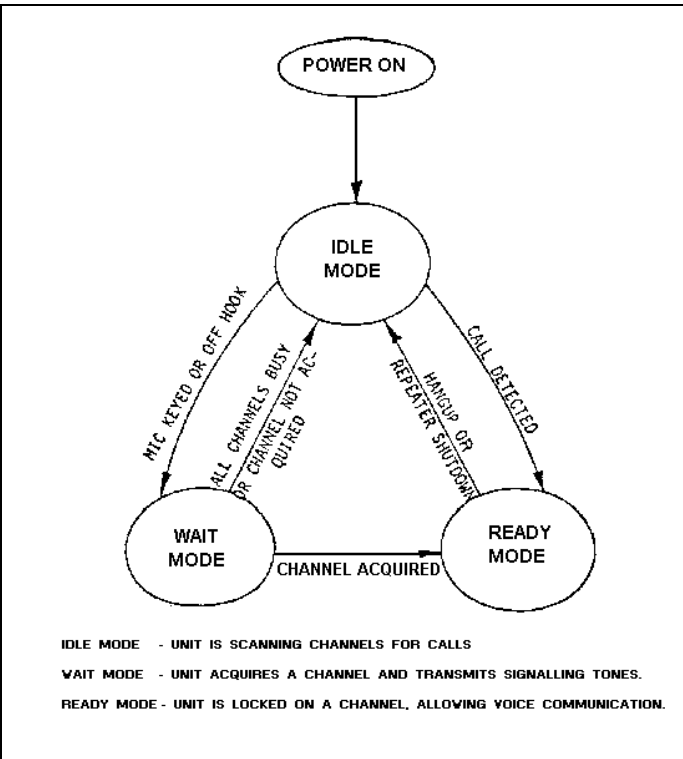 POWER ON
IDLE
MODE
MIC KEYED OR OFF HOOK
ALL CHANNELS BUSY
OR CHANNEL NOT AC-
QUIRED
HANGUP OR
REPEATER SHUTDOWN
CALL DETECTED
WAIT
MODE
CHANNEL ACQUIRED
READY
MODE
IDLE MODE - UNIT IS SCANNING CHANNELS FOR CALLS
WAIT MODE - UNIT ACQUIRES A CHANNEL AND TRANSMITS SIGNALLING TONES.
READY MODE - UNIT IS LOCKED ON A CHANNEL, ALLOWING VOICE COMMUNICATION.